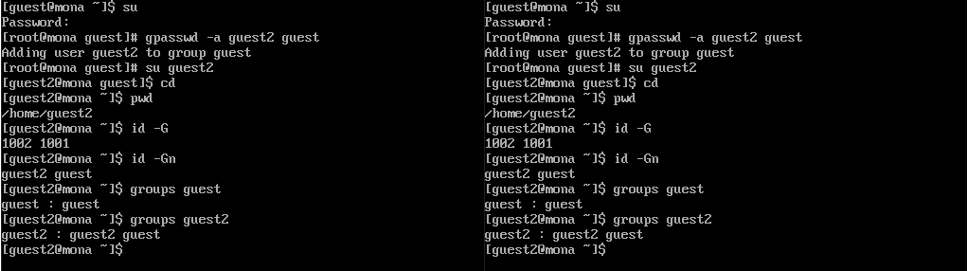 [guest@mona ~]$ su
Password:
[root@mona guest]# gpasswd -a guest2 guest
Adding user guest2 to group guest
[root@mona guest]# su guest2
[guest2@mona guest]$ cd
[guest2@mona ~]$ pwd
/home/guest2
[guest2@mona ~]$ id -G
1002 1001
[guest2@mona ~]$ id -Gn
guest2 guest
[guest2@mona ~]$ groups guest
guest : guest
[guest2@mona ~]$ groups guest2
guest2 : guest2 guest
[guest2@mona ~]$
[guest@mona ~]$ su
Password:
[root@mona guest]# gpasswd -a guest2 guest
Adding user guest2 to group guest
[root@mona guest]# su guest2
[guest2@mona guest]$ cd
[guest2@mona ~]$ pwd
/home/guest2
[guest2@mona ~]$ id -G
1002 1001
[guest2@mona ~]$ id -Gn
guest2 guest
[guest2@mona ~]$ groups guest
guest : guest
[guest2@mona ~]$ groups guest2
guest2 : guest2 guest
[guest2@mona ~]$